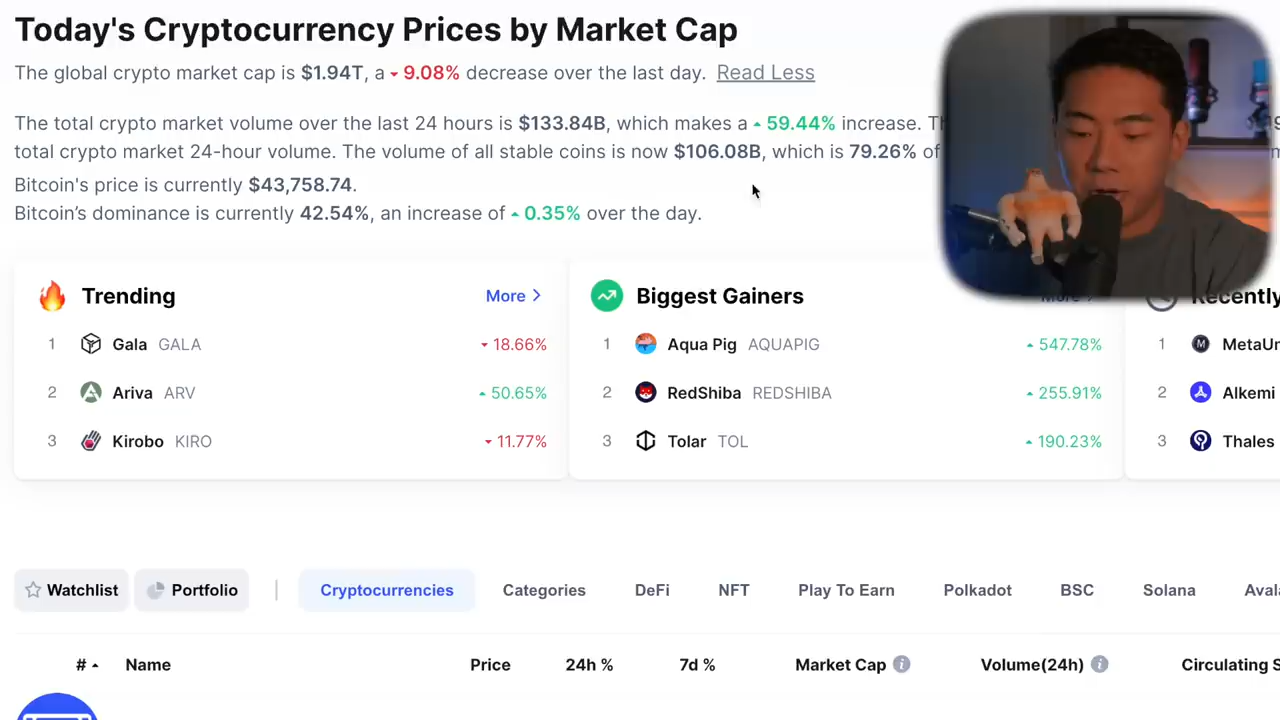 Today's Cryptocurrency Prices by Market Cap
The global crypto market cap is $1.94T, a 9.08% decrease over the last day. Read Less
The total crypto market volume over the last 24 hours is $133.84B, which makes a 59.44% increase.
total crypto market 24-hour volume. The volume of all stable coins is now $106.08B, which is 79.26% of
Bitcoin's price is currently $43,758.74.
Bitcoin’s dominance is currently 42.54%, an increase of 0.35% over the day.
Trending More
Biggest Gainers More
Recently
1 Gala GALA 18.66%
1 Aqua Pig AQUAPIG 547.78%
1
2 Ariva ARV 50.65%
2 RedShiba REDSHIBA 255.91%
2 Alkemi
3 Kirobo KIRO 11.77%
3 Tolar TOL 190.23%
3 Thales
Watchlist Portfolio Cryptocurrencies Categories DeFi NFT Play To Earn Polkadot BSC Solana
# Name Price 24h % 7d % Market Cap Volume(24h) Circulating